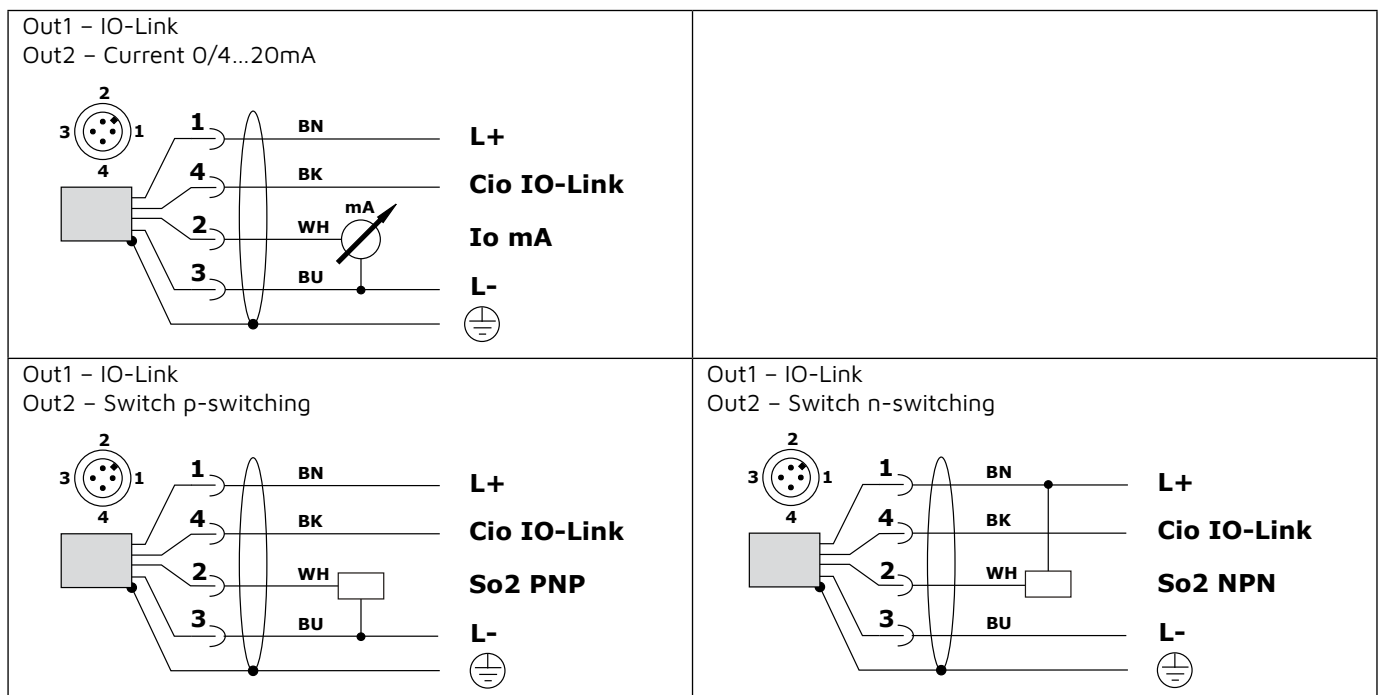 Out1 – IO-Link
Out2 – Current 0/4...20mA
2
3 1
4
1 BN L+
4 BK Cio IO-Link
mA
2 WH Io mA
3 BU L-
Out1 – IO-Link
Out2 – Switch p-switching
2
3 1
4
1 BN L+
4 BK Cio IO-Link
2 WH So2 PNP
3 BU L-
Out1 – IO-Link
Out2 – Switch n-switching
2
3 1
4
1 BN L+
4 BK Cio IO-Link
2 WH So2 NPN
3 BU L-